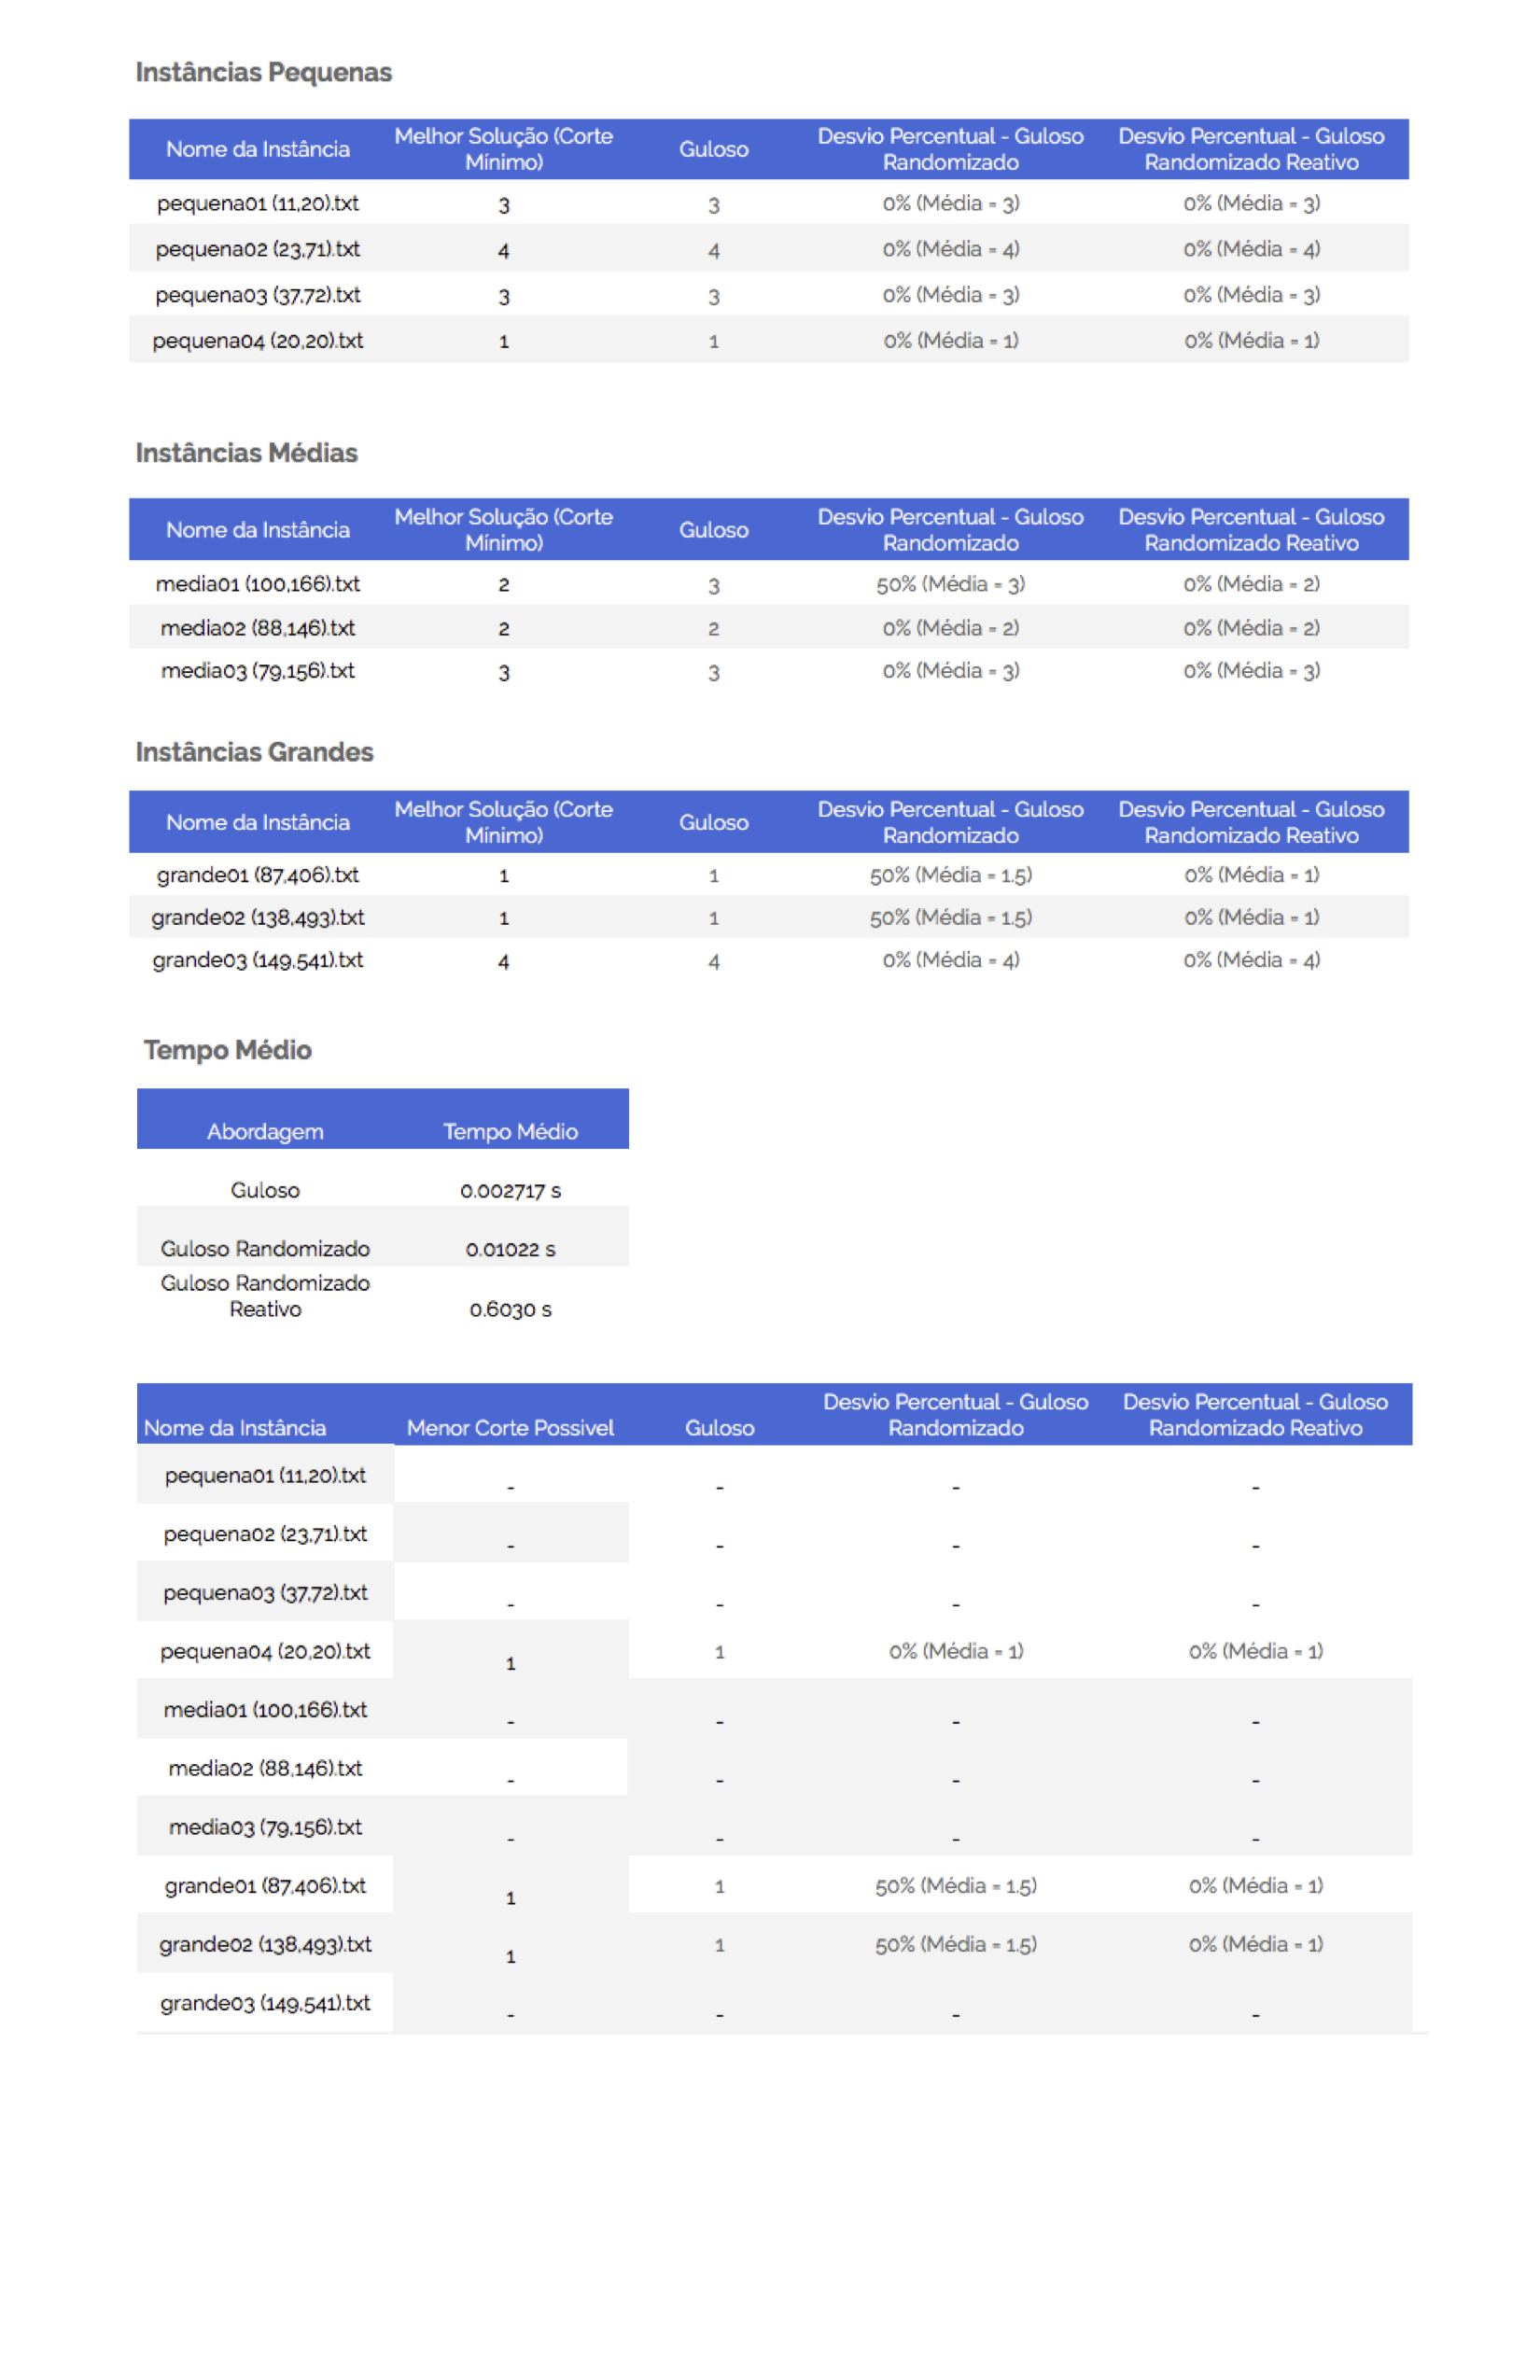 Instâncias Pequenas
Nome da Instância Melhor Solução (Corte Mínimo) Guloso Desvio Percentual - Guloso Randomizado Desvio Percentual - Guloso Randomizado Reativo
pequena01 (11,20).txt 3 3 0% (Média = 3) 0% (Média = 3)
pequena02 (23,71).txt 4 4 0% (Média = 4) 0% (Média = 4)
pequena03 (37,72).txt 3 3 0% (Média = 3) 0% (Média = 3)
pequena04 (20,20).txt 1 1 0% (Média = 1) 0% (Média = 1)
Instâncias Médias
Nome da Instância Melhor Solução (Corte Mínimo) Guloso Desvio Percentual - Guloso Randomizado Desvio Percentual - Guloso Randomizado Reativo
media01 (100,166).txt 2 3 50% (Média = 3) 0% (Média = 2)
media02 (88,146).txt 2 2 0% (Média = 2) 0% (Média = 2)
media03 (79,156).txt 3 3 0% (Média = 3) 0% (Média = 3)
Instâncias Grandes
Nome da Instância Melhor Solução (Corte Mínimo) Guloso Desvio Percentual - Guloso Randomizado Desvio Percentual - Guloso Randomizado Reativo
grande01 (87,406).txt 1 1 50% (Média = 1.5) 0% (Média = 1)
grande02 (138,493).txt 1 1 50% (Média = 1.5) 0% (Média = 1)
grande03 (149,541).txt 4 4 0% (Média = 4) 0% (Média = 4)
Tempo Médio
Abordagem Tempo Médio
Guloso 0.002717 s
Guloso Randomizado 0.01022 s
Guloso Randomizado Reativo 0.6030 s
Nome da Instância Menor Corte Possivel Guloso Desvio Percentual - Guloso Randomizado Desvio Percentual - Guloso Randomizado Reativo
pequena01 (11,20).txt - - - -
pequena02 (23,71).txt - - - -
pequena03 (37,72).txt - - - -
pequena04 (20,20).txt 1 1 0% (Média = 1) 0% (Média = 1)
media01 (100,166).txt - - - -
media02 (88,146).txt - - - -
media03 (79,156).txt - - - -
grande01 (87,406).txt 1 1 50% (Média = 1.5) 0% (Média = 1)
grande02 (138,493).txt 1 1 50% (Média = 1.5) 0% (Média = 1)
grande03 (149,541).txt - - - -